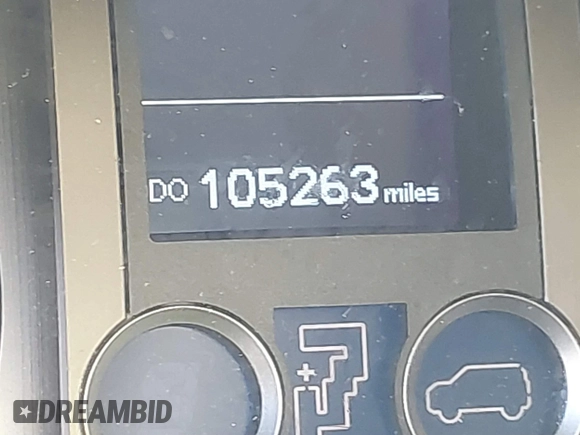 DO 105263 miles
+
DREAMBID